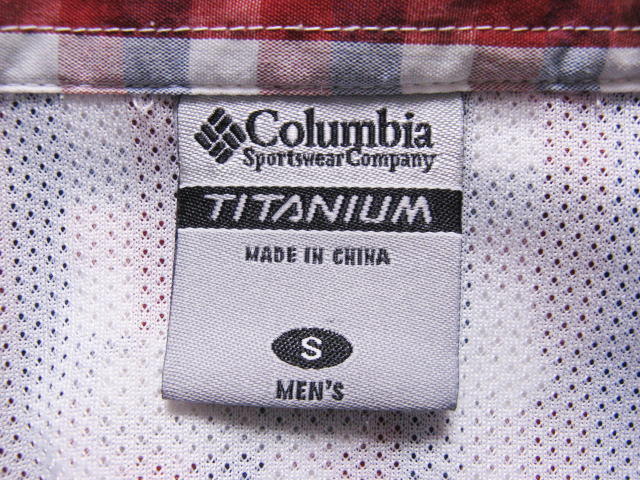 Columbia
Sportswear Company
TITANIUM
MADE IN CHINA
S
MEN'S